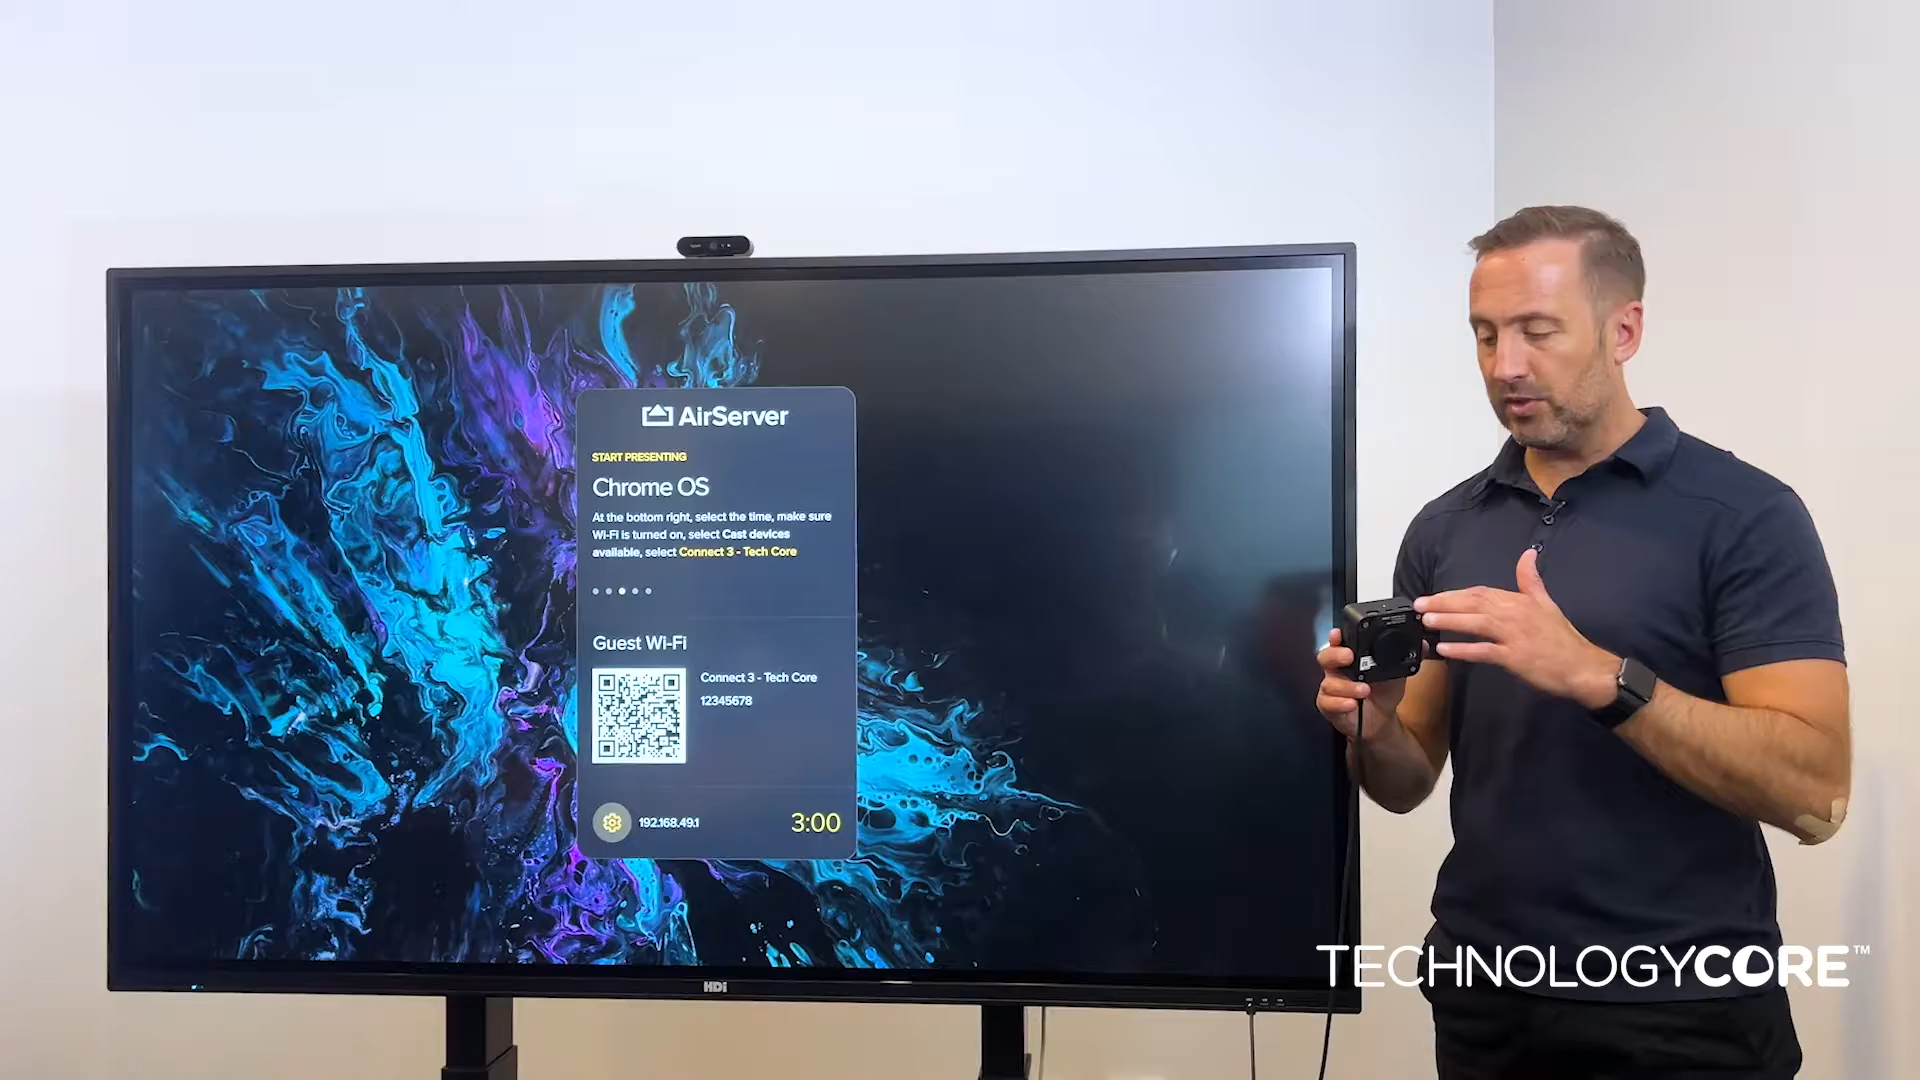 AirServer
START PRESENTING
Chrome OS
At the bottom right, select the time, make sure
Wi-Fi is turned on, select Cast devices
available, select Connect 3 - Tech Core
Guest Wi-Fi
Connect 3 - Tech Core
12345678
192.168.49.1
3:00
HDi
TECHNOLOGYCORE™